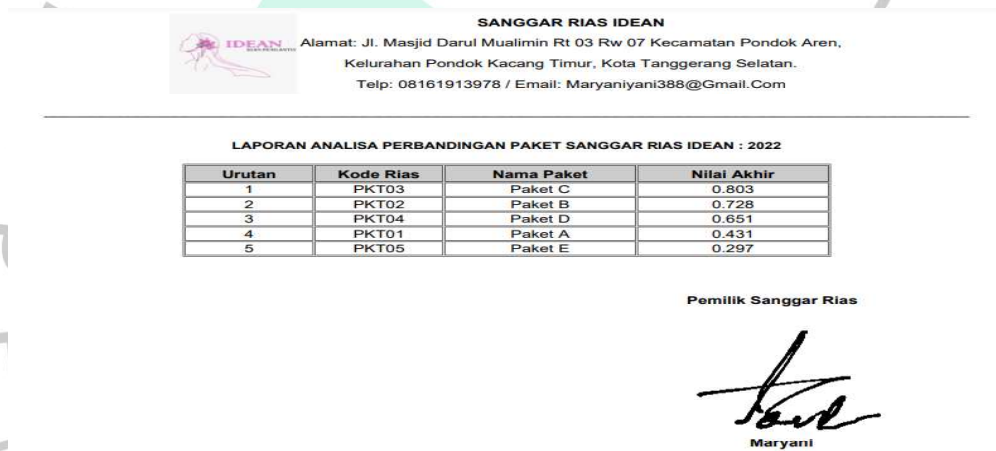 SANGGAR RIAS IDEAN
IDEAN
Alamat: Jl. Masjid Darul Mualimin Rt 03 Rw 07 Kecamatan Pondok Aren,
Kelurahan Pondok Kacang Timur, Kota Tanggerang Selatan.
Telp: 08161913978 / Email: Maryaniyani388@Gmail.Com
LAPORAN ANALISA PERBANDINGAN PAKET SANGGAR RIAS IDEAN : 2022
Urutan Kode Rias Nama Paket Nilai Akhir
1 PKT03 Paket C 0.803
2 PKT02 Paket B 0.728
3 PKT04 Paket D 0.651
4 PKT01 Paket A 0.431
5 PKT05 Paket E 0.297
Pemilik Sanggar Rias
Maryani